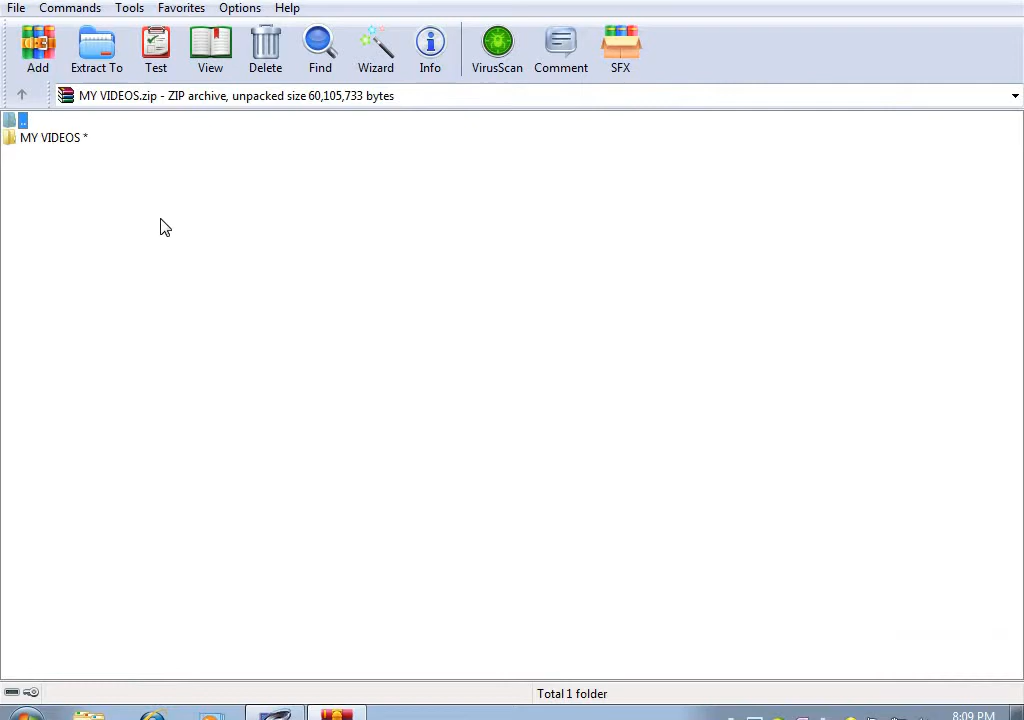 File Commands Tools Favorites Options Help
Add Extract To Test View Delete Find Wizard Info VirusScan Comment SFX
MY VIDEOS.zip - ZIP archive, unpacked size 60,105,733 bytes
..
MY VIDEOS *
Total 1 folder
8:09 PM